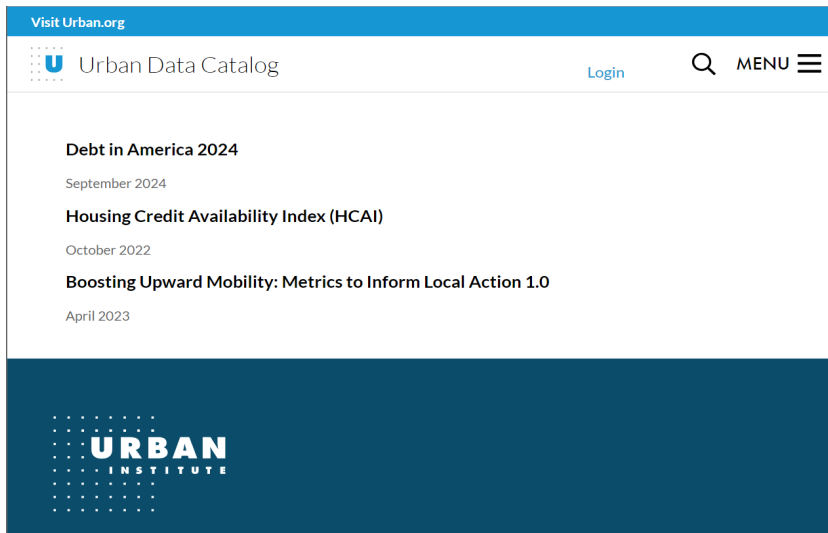 Visit Urban.org
U Urban Data Catalog Login MENU
Debt in America 2024
September 2024
Housing Credit Availability Index (HCAI)
October 2022
Boosting Upward Mobility: Metrics to Inform Local Action 1.0
April 2023
URBAN
INSTITUTE